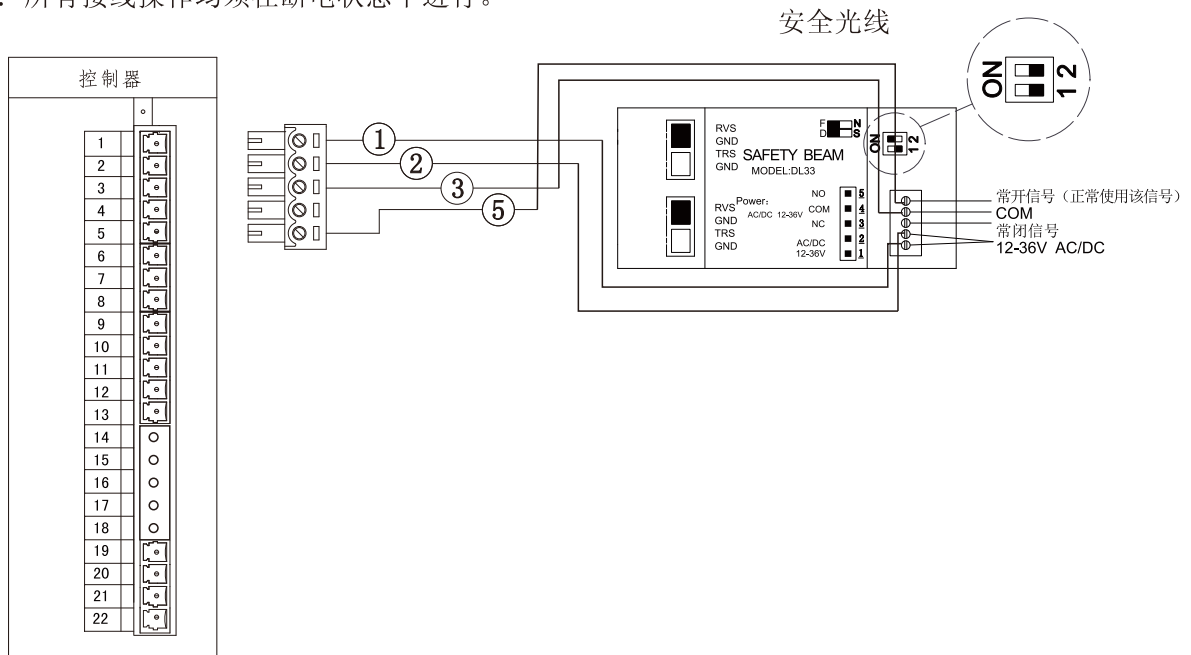 . 所有接线操作均须在断电状态下进行。
安全光线
控制器
1
2
3
4
5
6
7
8
9
10
11
12
13
14
15
16
17
18
19
20
21
22
①
②
③
⑤
RVS
GND
TRS
GND
SAFETY BEAM
MODEL:DL33
F N
D S
RVS
GND
TRS
GND
Power:
AC/DC 12-36V
NO 5
COM 4
NC 3
2
AC/DC
12-36V 1
ON
1 2
ON
1 2
常开信号（正常使用该信号）
COM
常闭信号
12-36V AC/DC